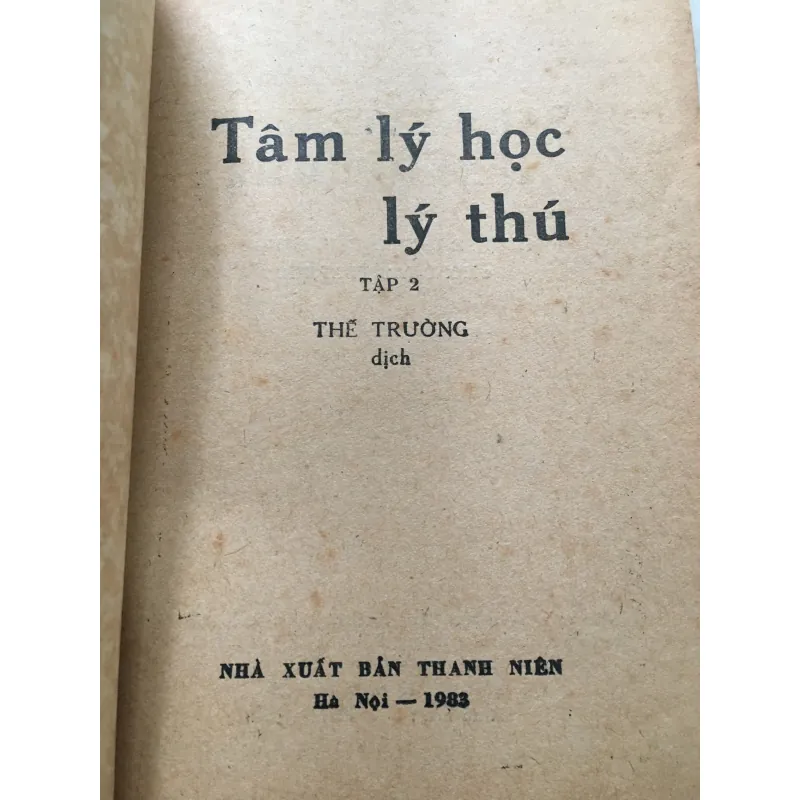 Tâm lý học
lý thú
TẬP 2
THẾ TRƯỜNG
dịch
NHÀ XUẤT BẢN THANH NIÊN
Hà Nội — 1983